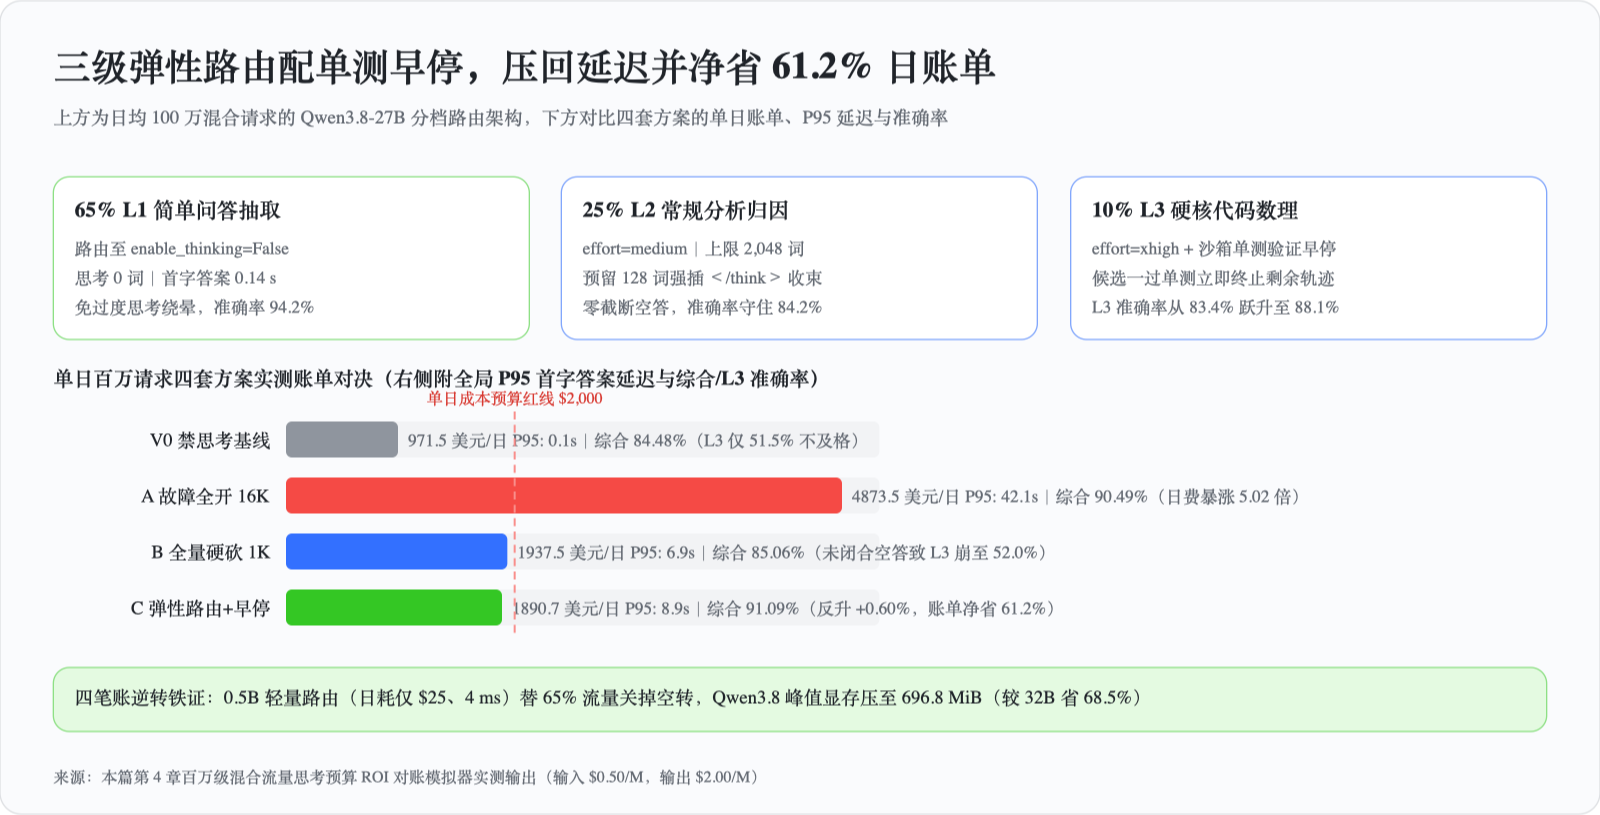 三级弹性路由配单测早停，压回延迟并净省 61.2% 日账单
上方为日均 100 万混合请求的 Qwen3.8-27B 分档路由架构，下方对比四套方案的单日账单、P95 延迟与准确率
65% L1 简单问答抽取
路由至 enable_thinking=False
思考 0 词｜首字答案 0.14 s
免过度思考绕晕，准确率 94.2%
25% L2 常规分析归因
effort=medium｜上限 2,048 词
预留 128 词强插 </think> 收束
零截断空答，准确率守住 84.2%
10% L3 硬核代码数理
effort=xhigh + 沙箱单测验证早停
候选一过单测立即终止剩余轨迹
L3 准确率从 83.4% 跃升至 88.1%
单日百万请求四套方案实测账单对决（右侧附全局 P95 首字答案延迟与综合/L3 准确率）
单日成本预算红线 $2,000
V0 禁思考基线
971.5 美元/日 P95: 0.1s｜综合 84.48%（L3 仅 51.5% 不及格）
A 故障全开 16K
4873.5 美元/日 P95: 42.1s｜综合 90.49%（日费暴涨 5.02 倍）
B 全量硬砍 1K
1937.5 美元/日 P95: 6.9s｜综合 85.06%（未闭合空答致 L3 崩至 52.0%）
C 弹性路由+早停
1890.7 美元/日 P95: 8.9s｜综合 91.09%（反升 +0.60%，账单净省 61.2%）
四笔账逆转铁证：0.5B 轻量路由（日耗仅 $25、4 ms）替 65% 流量关掉空转，Qwen3.8 峰值显存压至 696.8 MiB（较 32B 省 68.5%）
来源：本篇第 4 章百万级混合流量思考预算 ROI 对账模拟器实测输出（输入 $0.50/M，输出 $2.00/M）